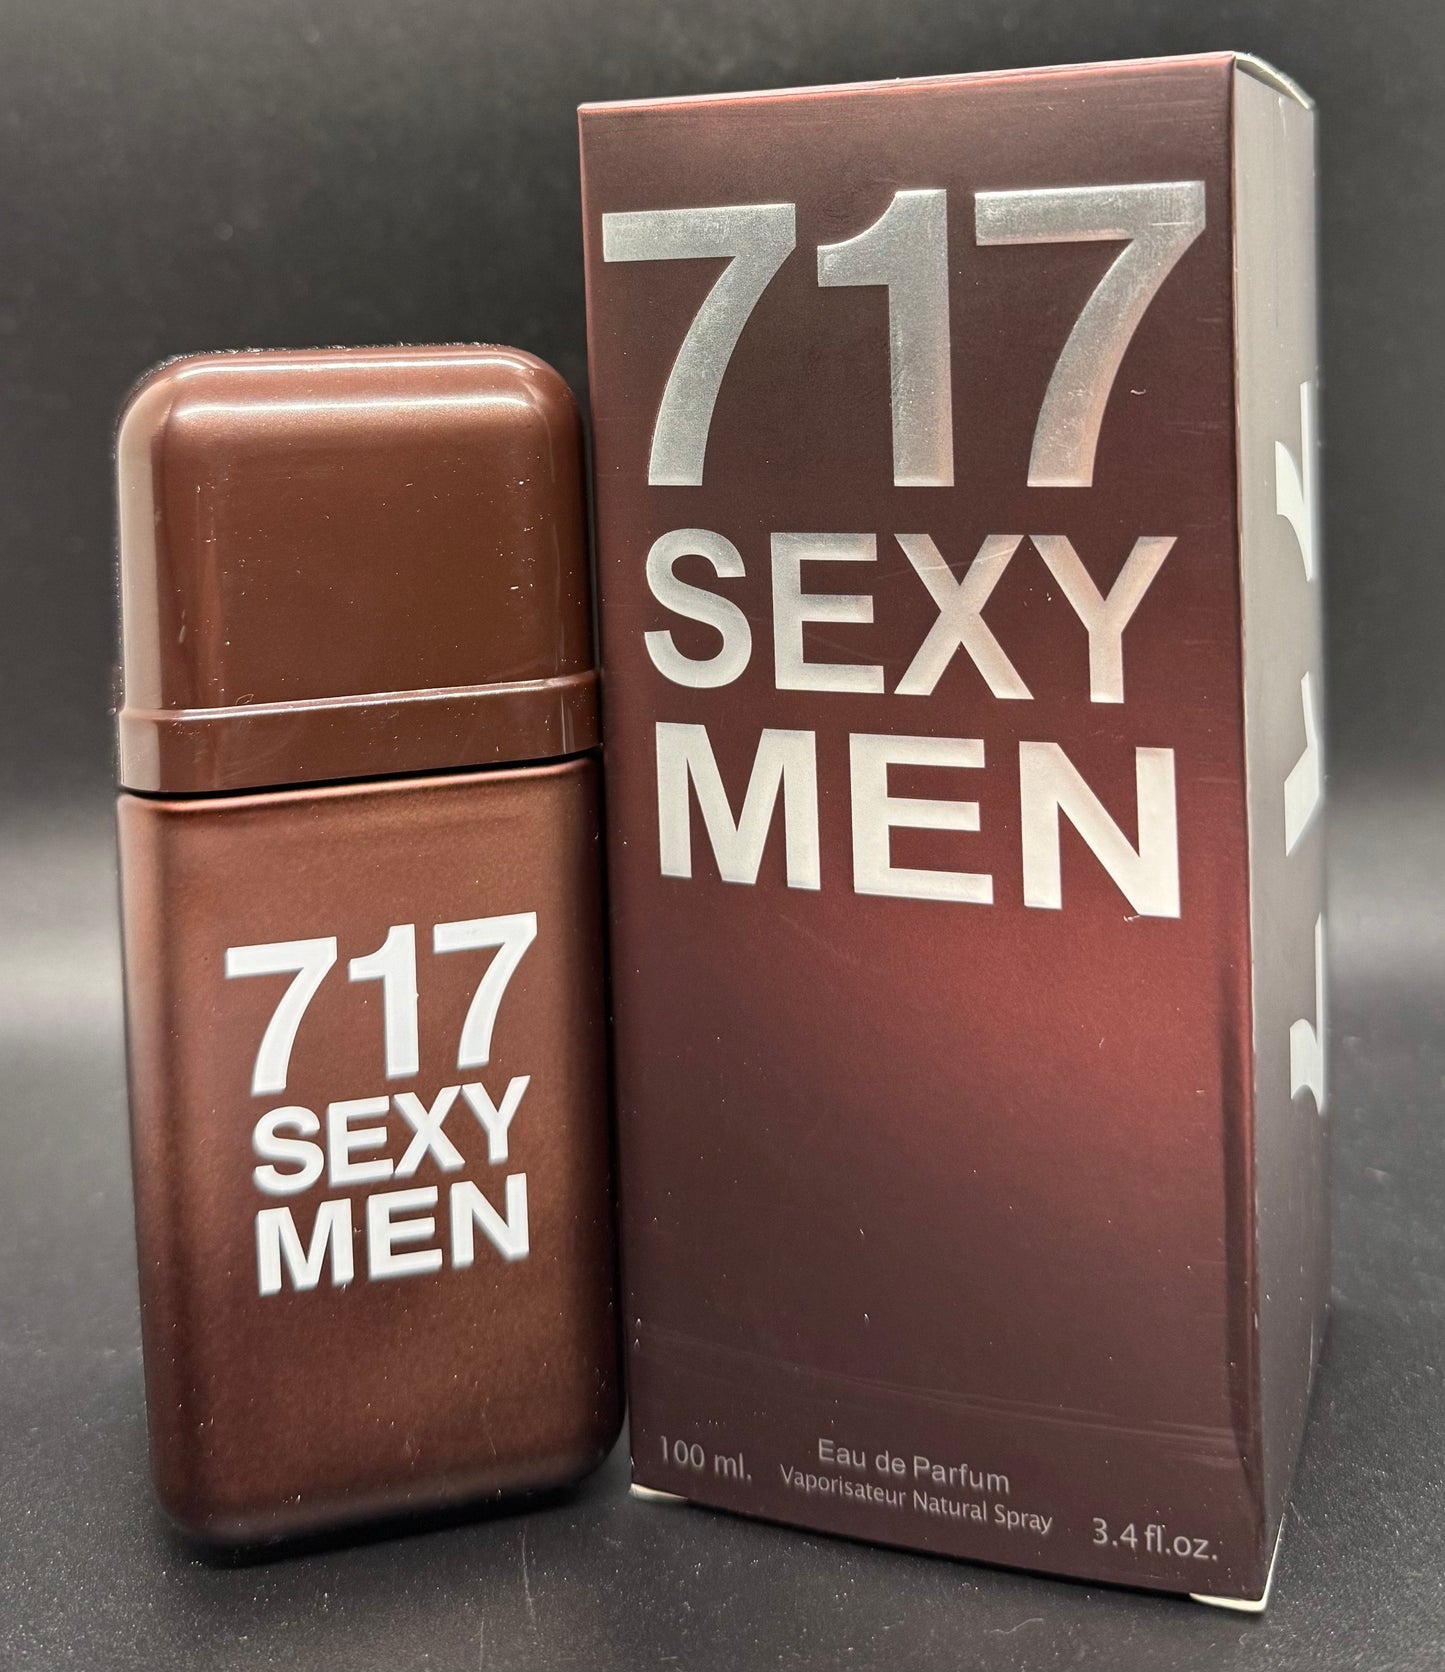 717
SEXY
MEN
717
SEXY
MEN
100 ml.
Eau de Parfum
Vaporisateur Natural Spray
3.4 fl.oz.